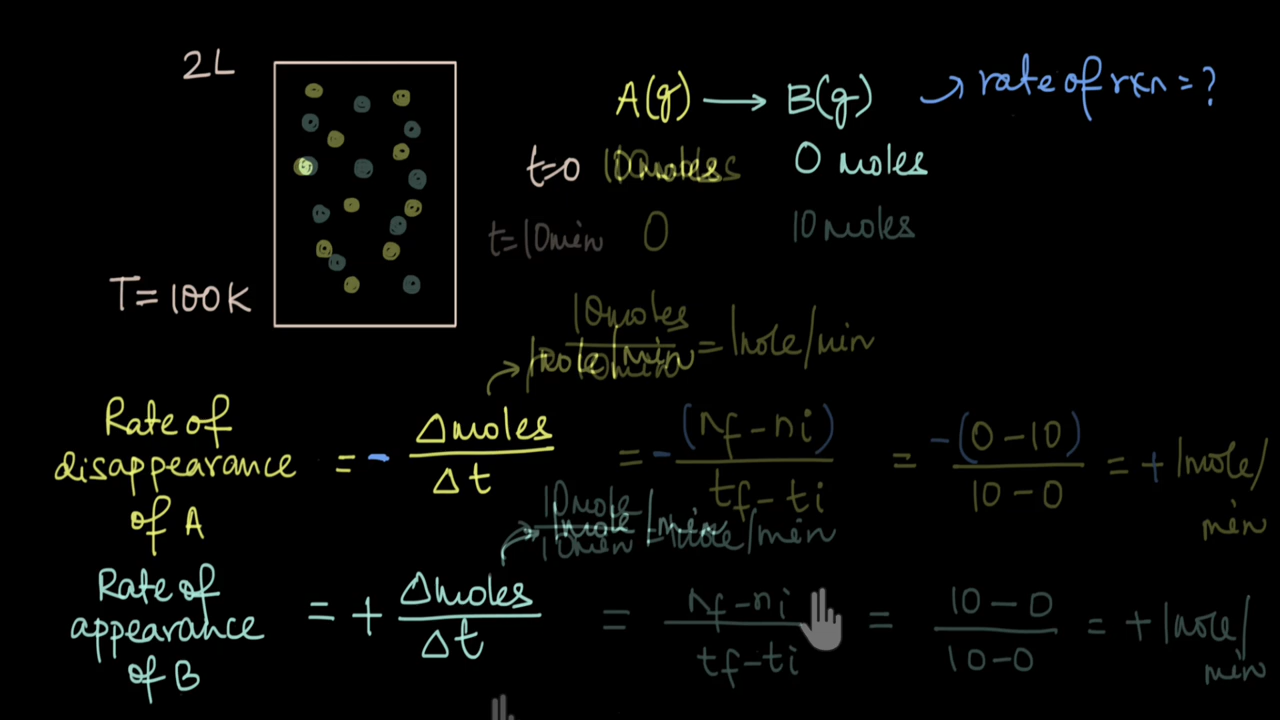 2L
A(g) → B(g) → rate of rxn = ?
t=0 0 moles
t=10min 0 10 moles
T= 100K
10 moles
= 1mole/min
Rate of disappearance of A = - Δmoles/Δt = -(nf-ni)/(tf-ti) = -(0-10)/(10-0) = +1mole/min
Rate of appearance of B = + Δmoles/Δt = (nf-ni)/(tf-ti) = (10-0)/(10-0) = +1mole/min